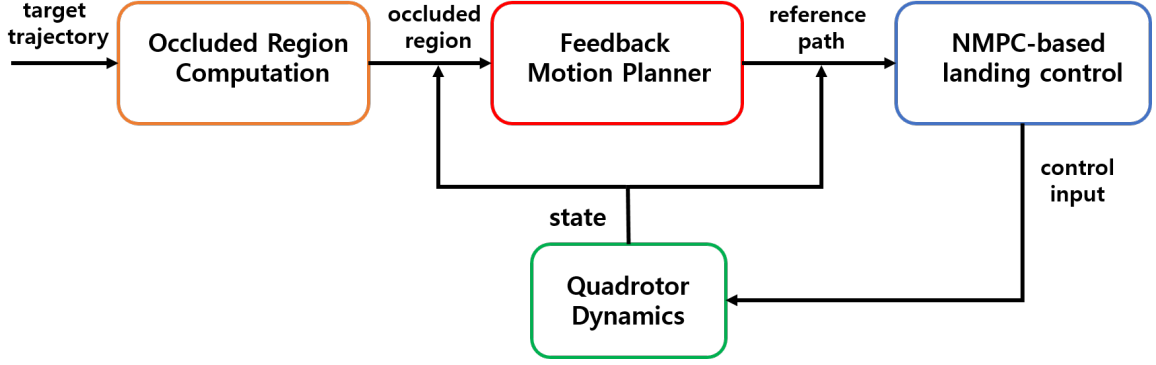 target
trajectory
Occluded Region
Computation
occluded
region
Feedback
Motion Planner
reference
path
NMPC-based
landing control
control
input
state
Quadrotor
Dynamics